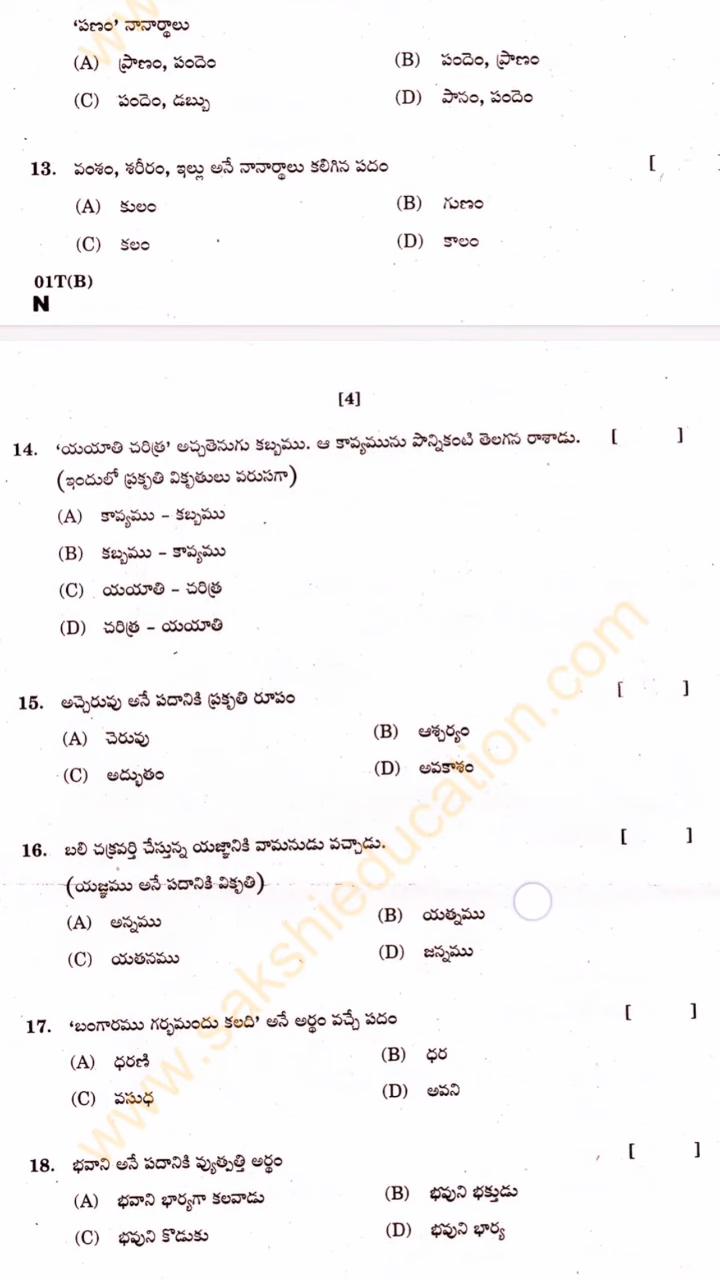 'పణం' నానార్థాలు
(A) ప్రాణం, పందెం (B) పందెం, ప్రాణం
(C) పందెం, డబ్బు (D) పానం, పందెం
13. వంశం, శరీరం, ఇల్లు అనే నానార్థాలు కలిగిన పదం [
(A) కులం (B) గుణం
(C) కలం (D) కాలం
01T(B)
N
[4]
14. 'యయాతి చరిత్ర' అచ్చతెనుగు కబ్బము. ఆ కావ్యమును పొన్నికంటి తెలగన రాశాడు. [ ]
(ఇందులో ప్రకృతి వికృతులు వరుసగా)
(A) కావ్యము – కబ్బము
(B) కబ్బము – కావ్యము
(C) యయాతి – చరిత్ర
(D) చరిత్ర – యయాతి
15. అచ్చెరువు అనే పదానికి ప్రకృతి రూపం [ ]
(A) చెరువు (B) ఆశ్చర్యం
(C) అద్భుతం (D) అవకాశం
16. బలి చక్రవర్తి చేస్తున్న యజ్ఞానికి వామనుడు వచ్చాడు. [ ]
(యజ్ఞము అనే పదానికి వికృతి)
(A) అన్నము (B) యత్నము
(C) యతనము (D) జన్నము
17. 'బంగారము గర్భమందు కలది' అనే అర్థం వచ్చే పదం [ ]
(A) ధరణి (B) ధర
(C) వసుధ (D) అవని
18. భవాని అనే పదానికి వ్యుత్పత్తి అర్థం [ ]
(A) భవాని భార్యగా కలవాడు (B) భవుని భక్తుడు
(C) భవుని కొడుకు (D) భవుని భార్య
www.sakshieducation.com